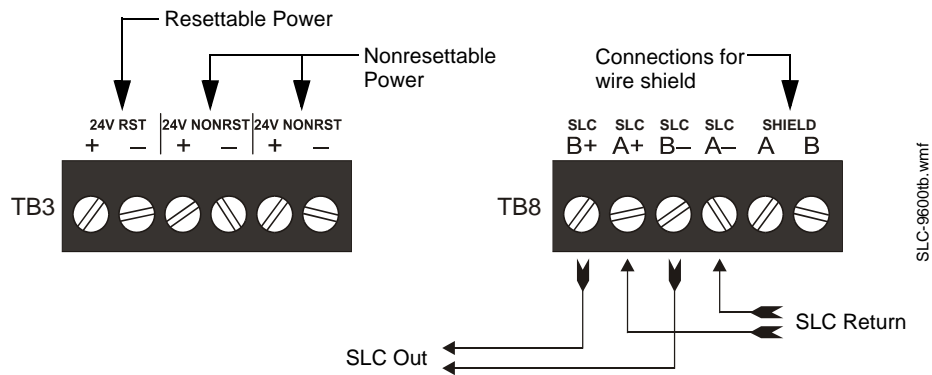 Resettable Power
Nonresettable
Power
Connections for
wire shield
24V RST 24V NONRST 24V NONRST
+ – + – + –
TB3
SLC SLC SLC SLC SHIELD
B+ A+ B– A– A B
TB8
SLC Return
SLC Out
SLC-9600tb.wmf